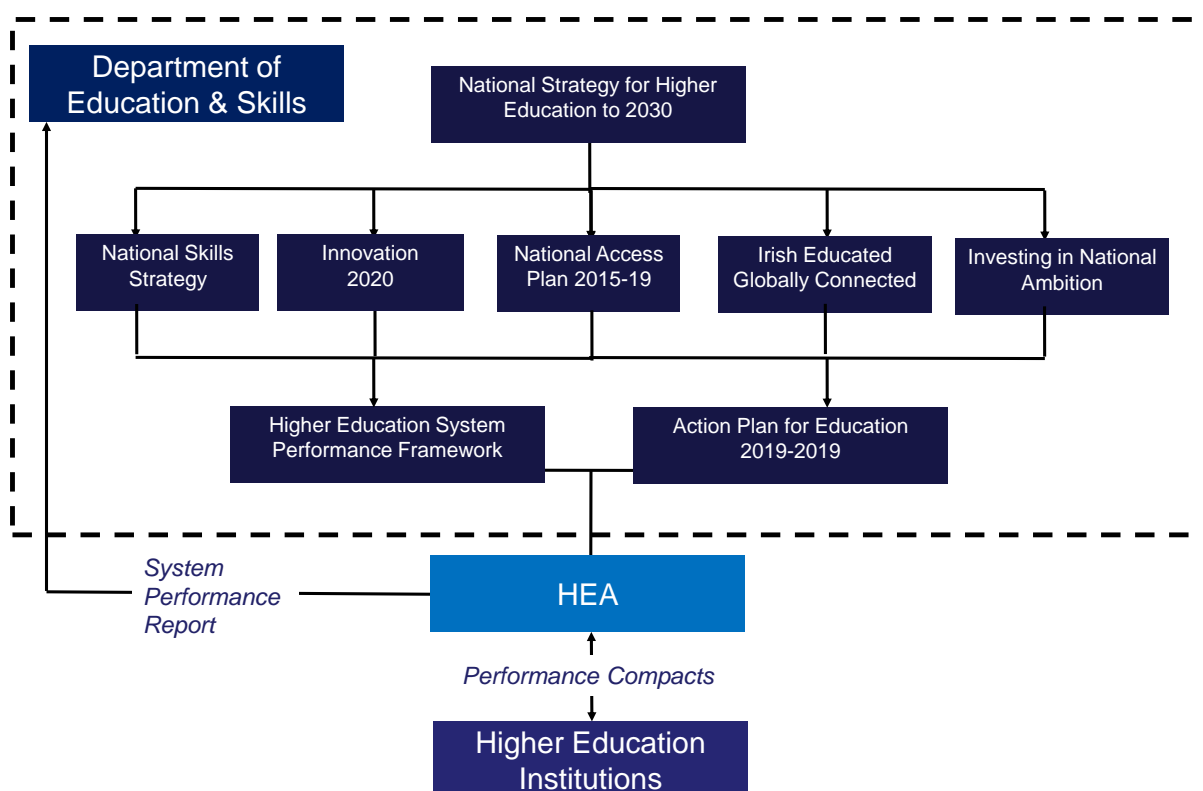 Department of
Education & Skills
National Strategy for Higher
Education to 2030
National Skills
Strategy
Innovation
2020
National Access
Plan 2015-19
Irish Educated
Globally Connected
Investing in National
Ambition
Higher Education System
Performance Framework
Action Plan for Education
2019-2019
System
Performance
Report
HEA
Performance Compacts
Higher Education
Institutions